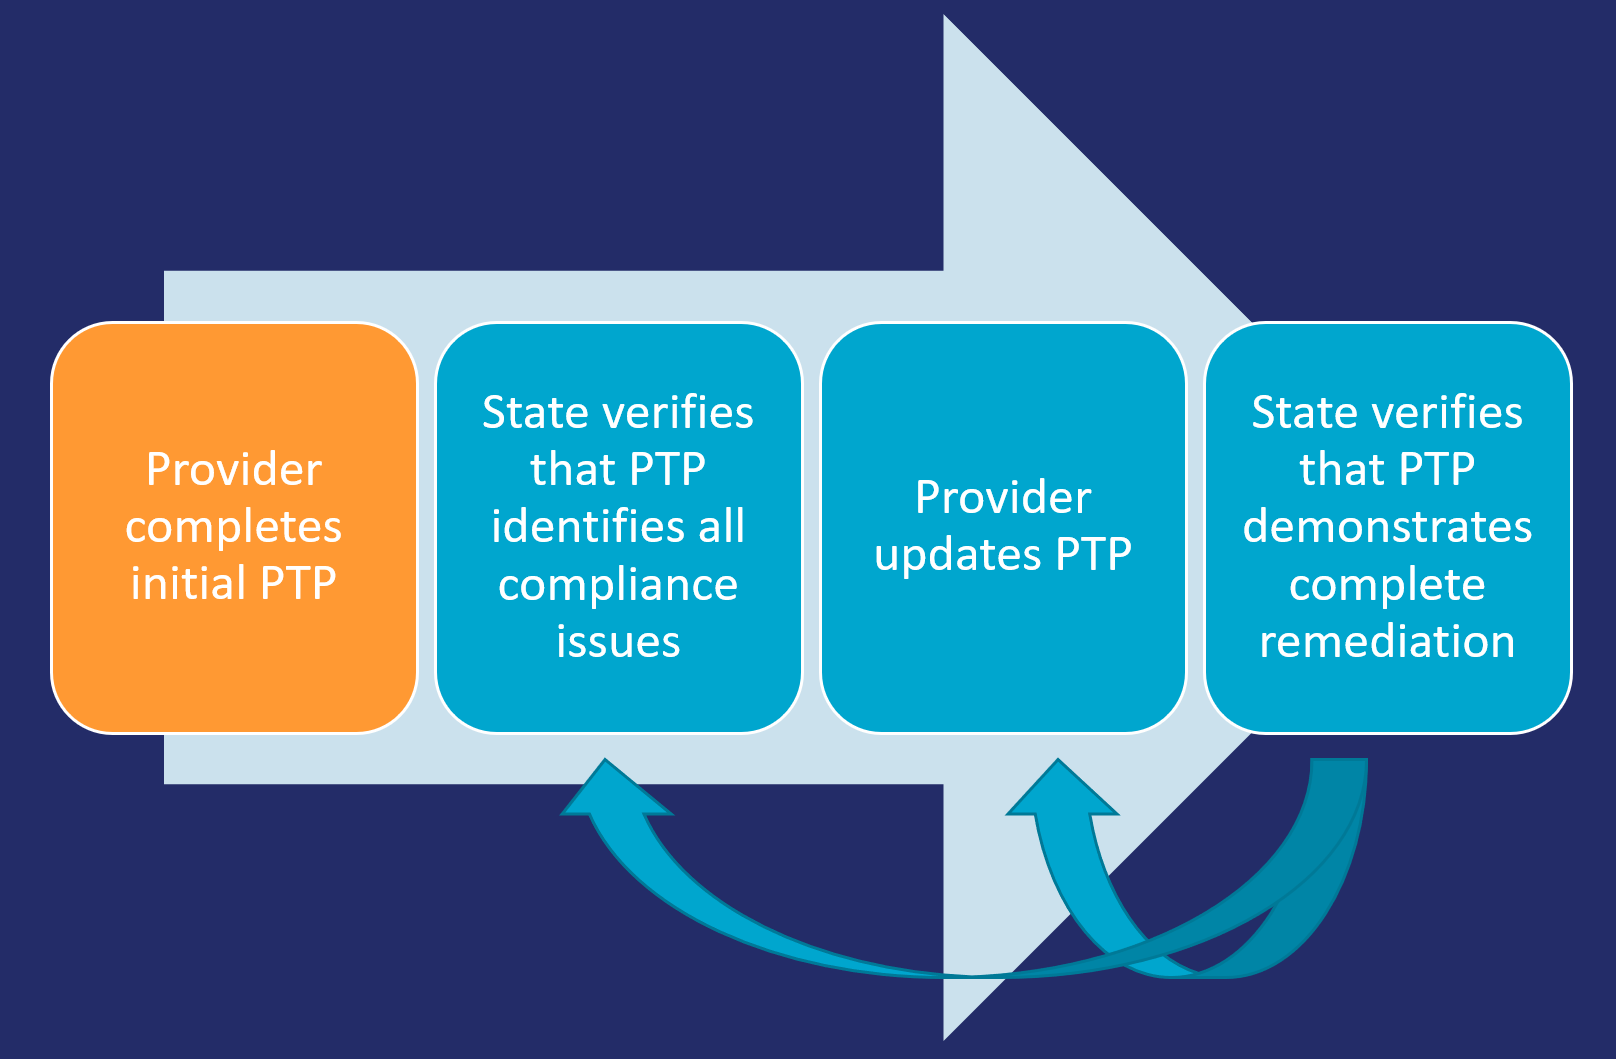 Provider
completes
initial PTP
State verifies
that PTP
identifies all
compliance
issues
Provider
updates PTP
State verifies
that PTP
demonstrates
complete
remediation